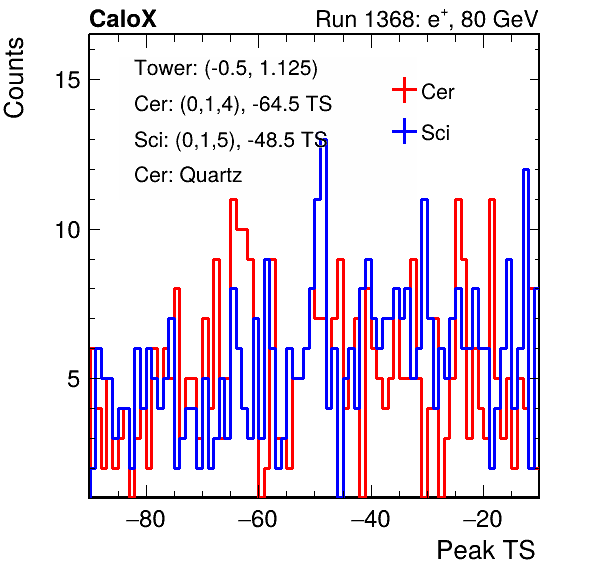 CaloX Run 1368: e⁺, 80 GeV
Counts
Tower: (-0.5, 1.125)
Cer: (0,1,4), -64.5 TS
Sci: (0,1,5), -48.5 TS
Cer: Quartz
Cer
Sci
15
10
5
−80 −60 −40 −20
Peak TS